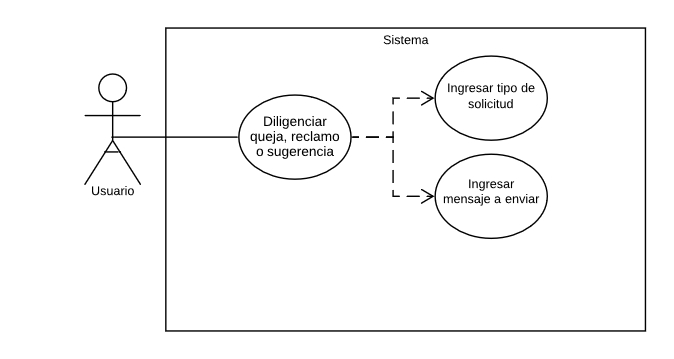 Sistema
Ingresar tipo de
solicitud
Diligenciar
queja, reclamo
o sugerencia
Ingresar
mensaje a enviar
Usuario